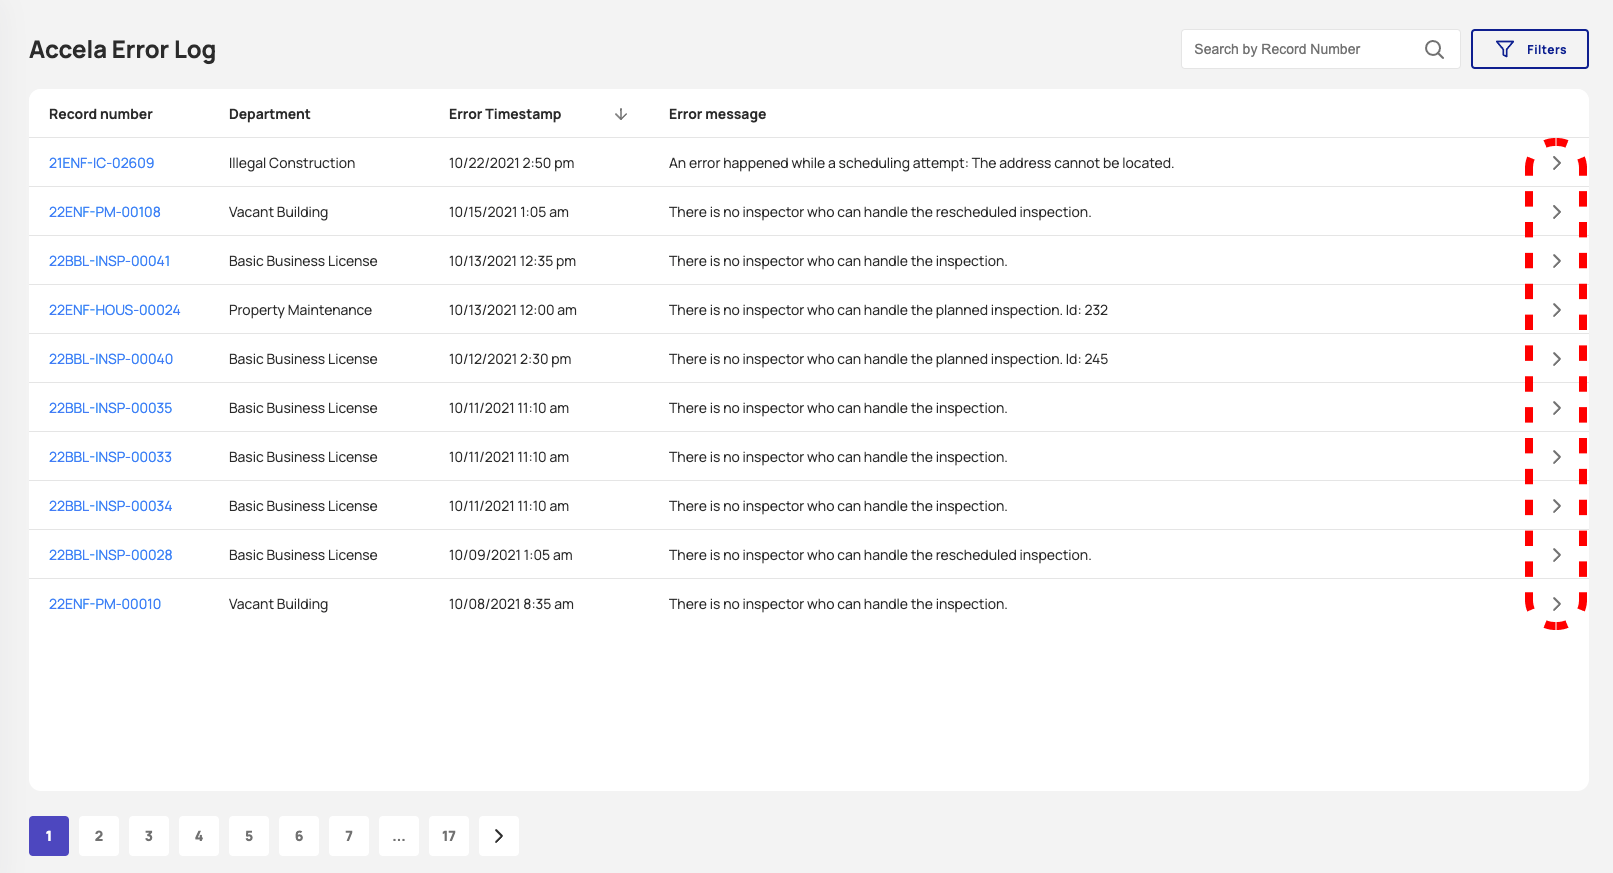 Accela Error Log
Search by Record Number
Filters
Record number Department Error Timestamp Error message
21ENF-IC-02609 Illegal Construction 10/22/2021 2:50 pm An error happened while a scheduling attempt: The address cannot be located.
22ENF-PM-00108 Vacant Building 10/15/2021 1:05 am There is no inspector who can handle the rescheduled inspection.
22BBL-INSP-00041 Basic Business License 10/13/2021 12:35 pm There is no inspector who can handle the inspection.
22ENF-HOUS-00024 Property Maintenance 10/13/2021 12:00 am There is no inspector who can handle the planned inspection. Id: 232
22BBL-INSP-00040 Basic Business License 10/12/2021 2:30 pm There is no inspector who can handle the planned inspection. Id: 245
22BBL-INSP-00035 Basic Business License 10/11/2021 11:10 am There is no inspector who can handle the inspection.
22BBL-INSP-00033 Basic Business License 10/11/2021 11:10 am There is no inspector who can handle the inspection.
22BBL-INSP-00034 Basic Business License 10/11/2021 11:10 am There is no inspector who can handle the inspection.
22BBL-INSP-00028 Basic Business License 10/09/2021 1:05 am There is no inspector who can handle the rescheduled inspection.
22ENF-PM-00010 Vacant Building 10/08/2021 8:35 am There is no inspector who can handle the inspection.
1 2 3 4 5 6 7 ... 17